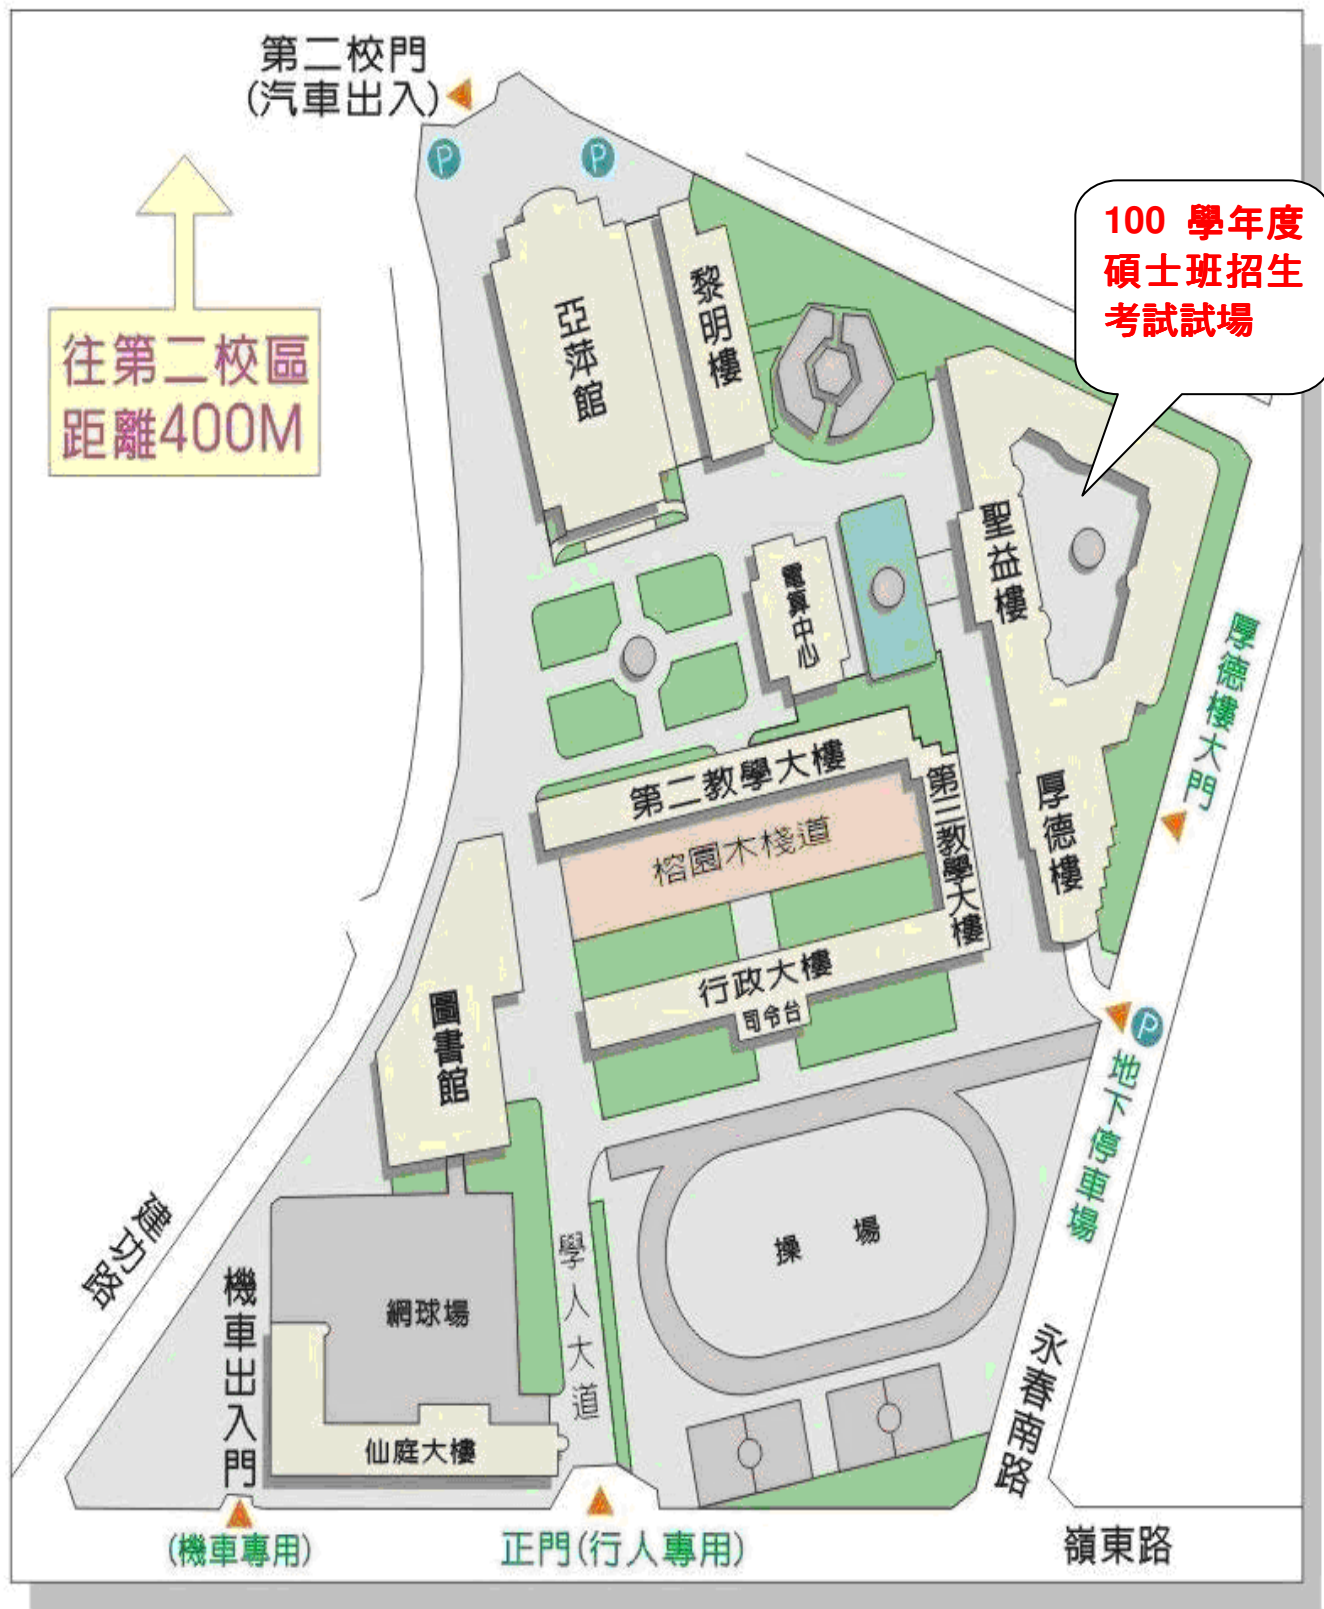 第二校門
(汽車出入)
P
P
100 學年度
碩士班招生
考試試場
往第二校區
距離400M
黎明樓
亞萍館
聖益樓
電算中心
厚德樓大門
第二教學大樓
第三教學大樓
厚德樓
榕園木棧道
行政大樓
司令台
圖書館
P
地下停車場
建功路
學人大道
操場
機車出入門
網球場
永春南路
仙庭大樓
(機車專用)
正門(行人專用)
嶺東路